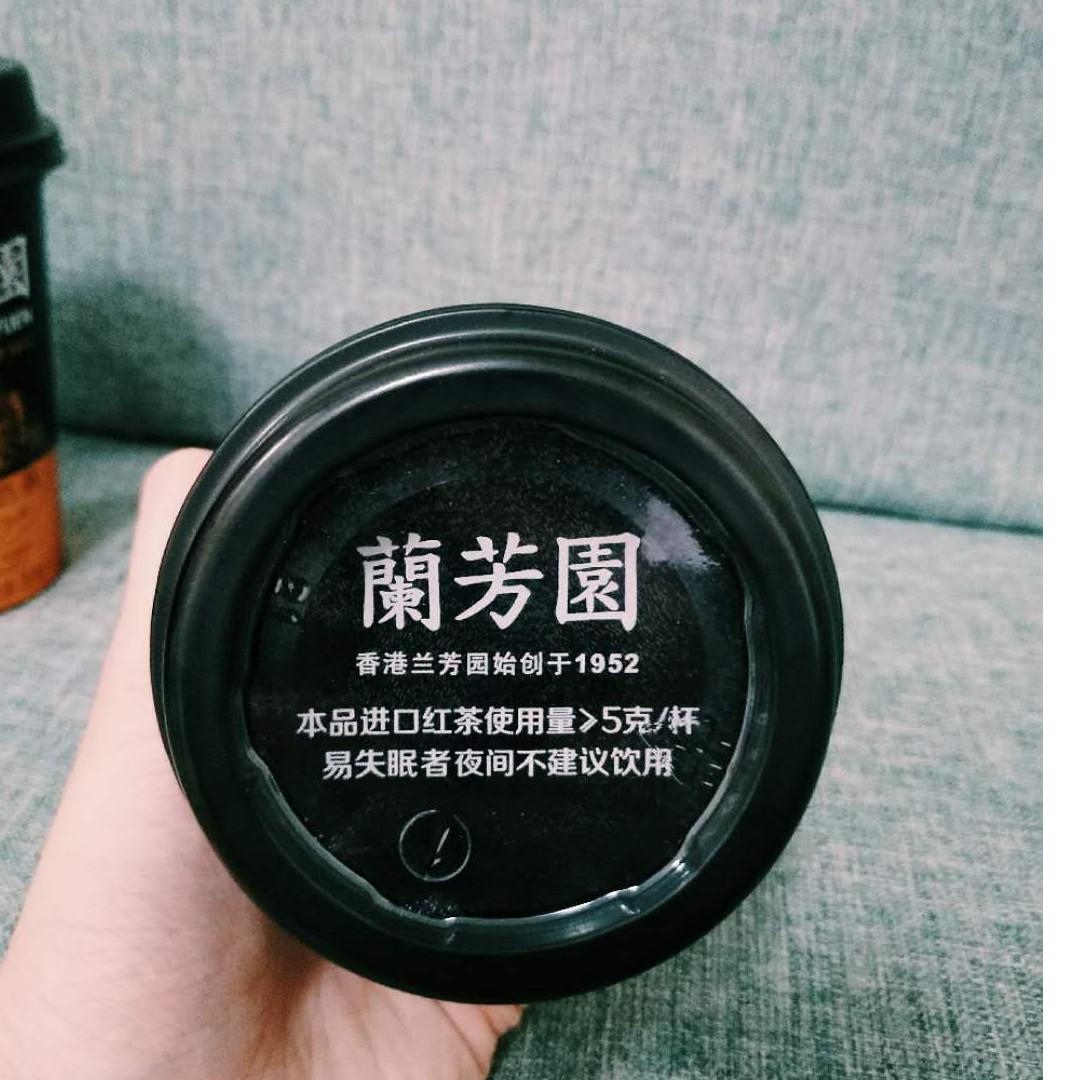 蘭芳園
香港兰芳园始创于1952
本品进口红茶使用量≥5克/杯
易失眠者夜间不建议饮用
園